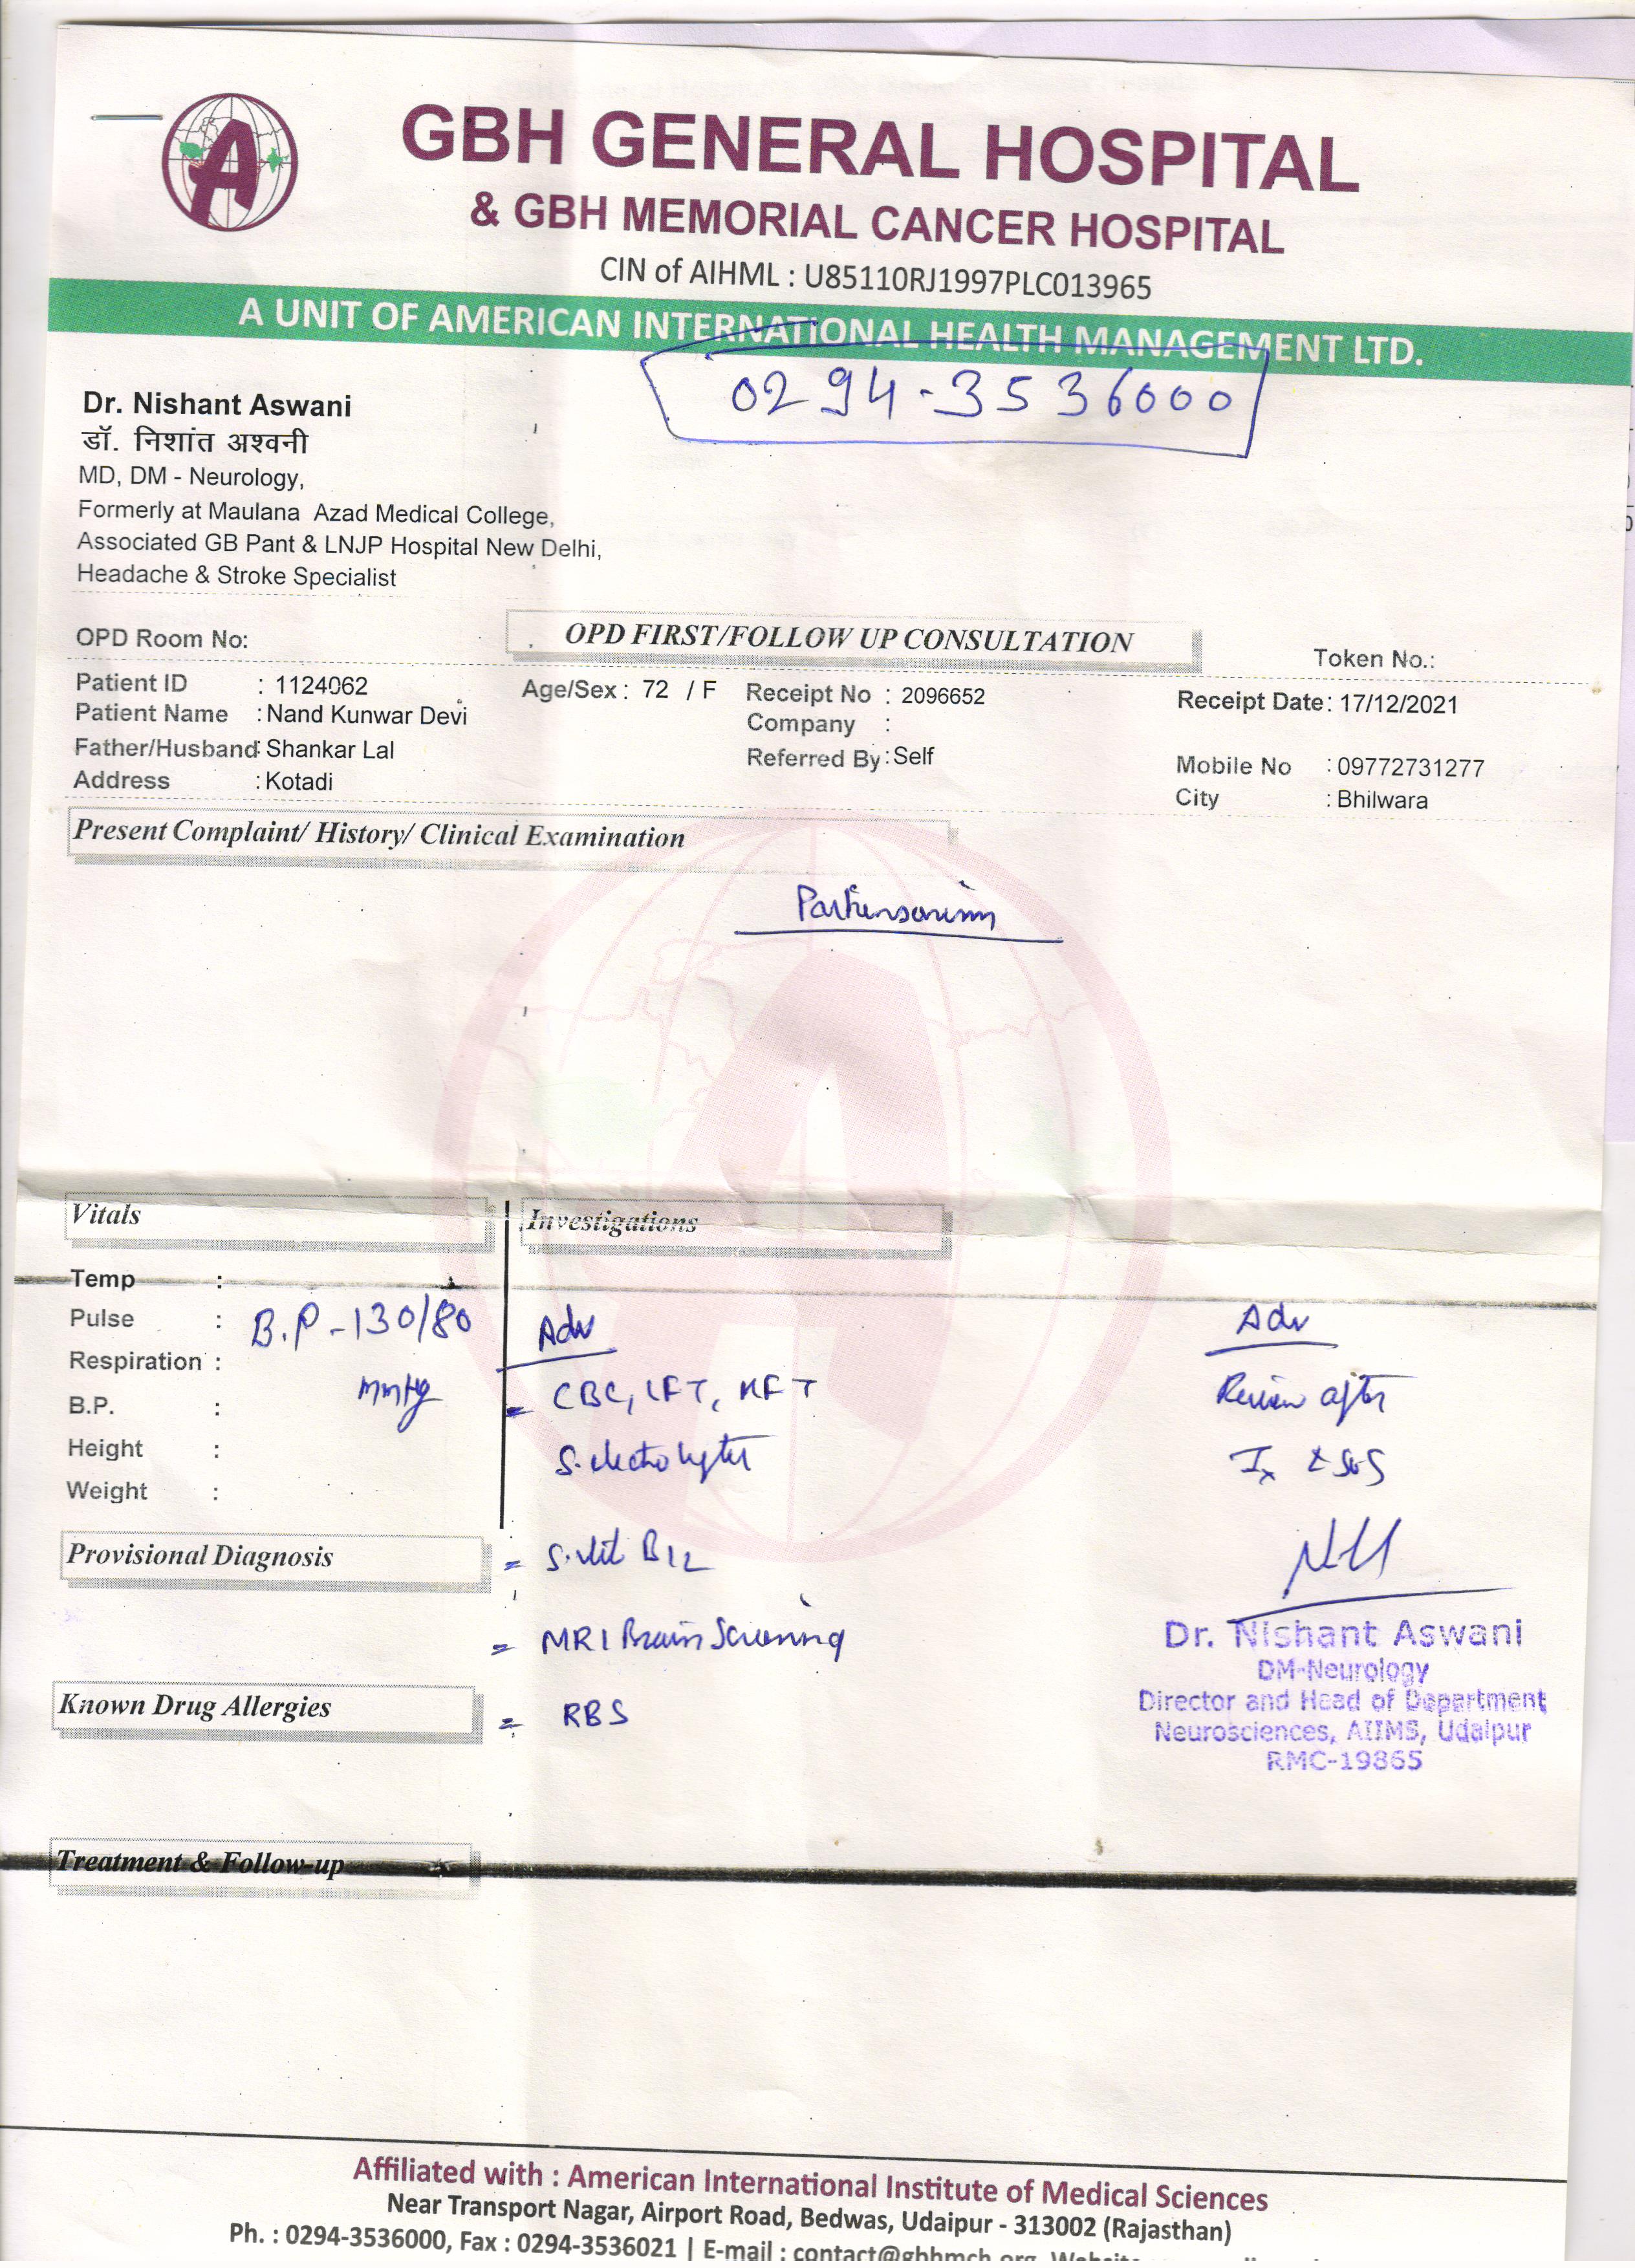 GBH GENERAL HOSPITAL
& GBH MEMORIAL CANCER HOSPITAL
CIN of AIHML : U85110RJ1997PLC013965
A UNIT OF AMERICAN INTERNATIONAL HEALTH MANAGEMENT LTD.
0294-3536000
Dr. Nishant Aswani
डॉ. निशांत अश्वनी
MD, DM - Neurology,
Formerly at Maulana Azad Medical College,
Associated GB Pant & LNJP Hospital New Delhi,
Headache & Stroke Specialist
OPD Room No:
OPD FIRST/FOLLOW UP CONSULTATION
Token No.:
Patient ID : 1124062 Age/Sex : 72 / F Receipt No : 2096652 Receipt Date: 17/12/2021
Patient Name : Nand Kunwar Devi Company :
Father/Husband: Shankar Lal Referred By : Self Mobile No : 09772731277
Address : Kotadi City : Bhilwara
Present Complaint/ History/ Clinical Examination
Parkinsonism
Vitals
Temp :
Pulse :
Respiration :
B.P. :
Height :
Weight :
B.P - 130/80
mmHg
Provisional Diagnosis
Known Drug Allergies
Investigations
Adv
= CBC, LFT, KFT
S. electrolytes
= S. vit B12
= MRI Brain Screening
= RBS
Adv
Review after
Ix & SOS
Dr. Nishant Aswani
DM-Neurology
Director and Head of Department
Neurosciences, AIIMS, Udaipur
RMC-19865
Treatment & Follow-up
Affiliated with : American International Institute of Medical Sciences
Near Transport Nagar, Airport Road, Bedwas, Udaipur - 313002 (Rajasthan)
Ph. : 0294-3536000, Fax : 0294-3536021 | E-mail : contact@gbhmch.org,